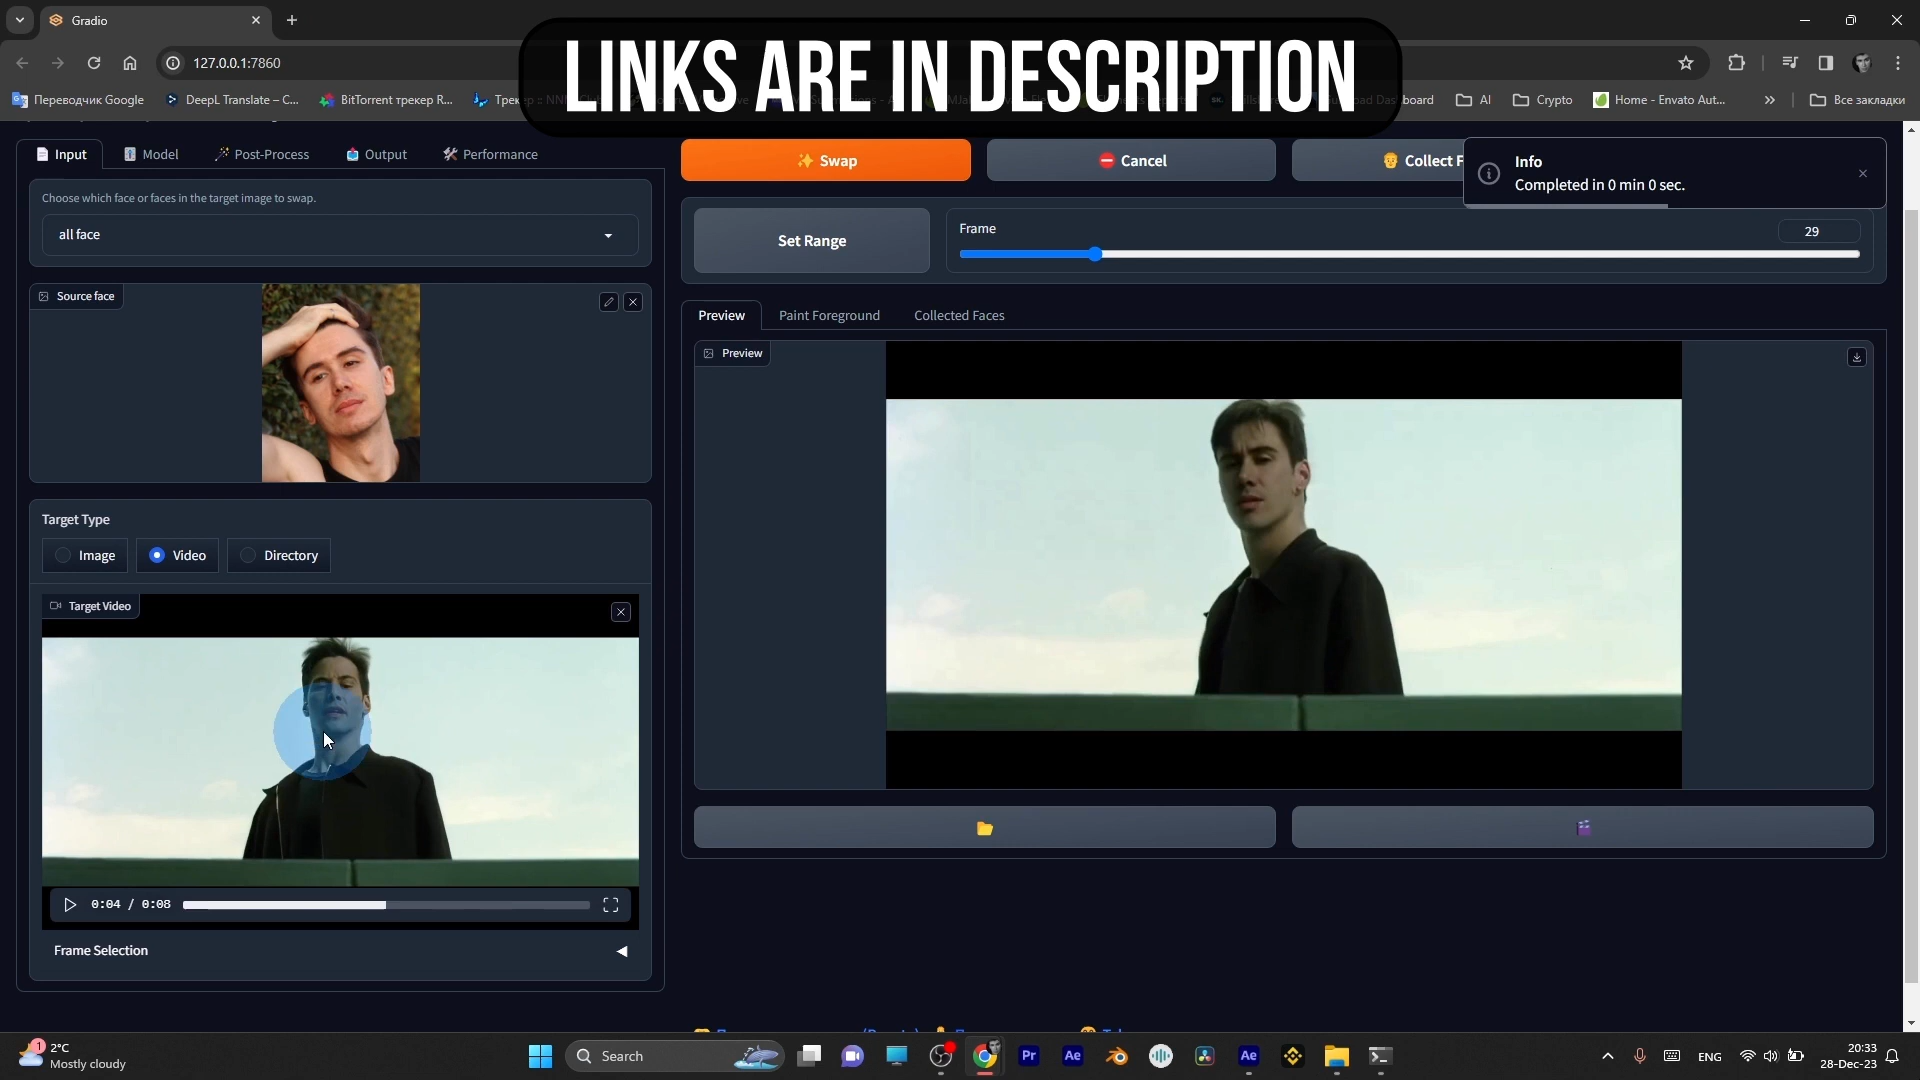 Gradio
LINKS ARE IN DESCRIPTION
127.0.0.1:7860
Переводчик Google
DeepL Translate – C...
BitTorrent трекер R...
AI
Crypto
Home - Envato Aut...
Все закладки
Input
Model
Post-Process
Output
Performance
Choose which face or faces in the target image to swap.
all face
Source face
Target Type
Image
Video
Directory
Target Video
0:04 / 0:08
Frame Selection
Swap
Cancel
Collect F
Info
Completed in 0 min 0 sec.
Set Range
Frame
29
Preview
Paint Foreground
Collected Faces
Preview
1
2°C
Mostly cloudy
Search
Pr
Ae
Ae
ENG
20:33
28-Dec-23